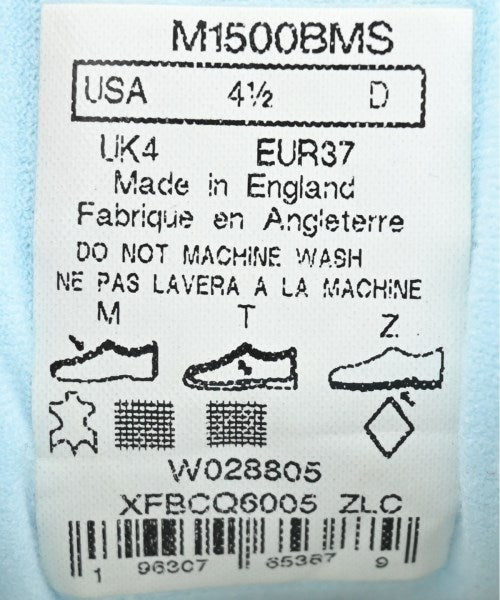 M1500BMS
USA 4½ D
UK4 EUR37
Made in England
Fabrique en Angleterre
DO NOT MACHINE WASH
NE PAS LAVERA A LA MACHINE
M T Z
W028805
XFBCQ6005 ZLC
1 96307 65387 9